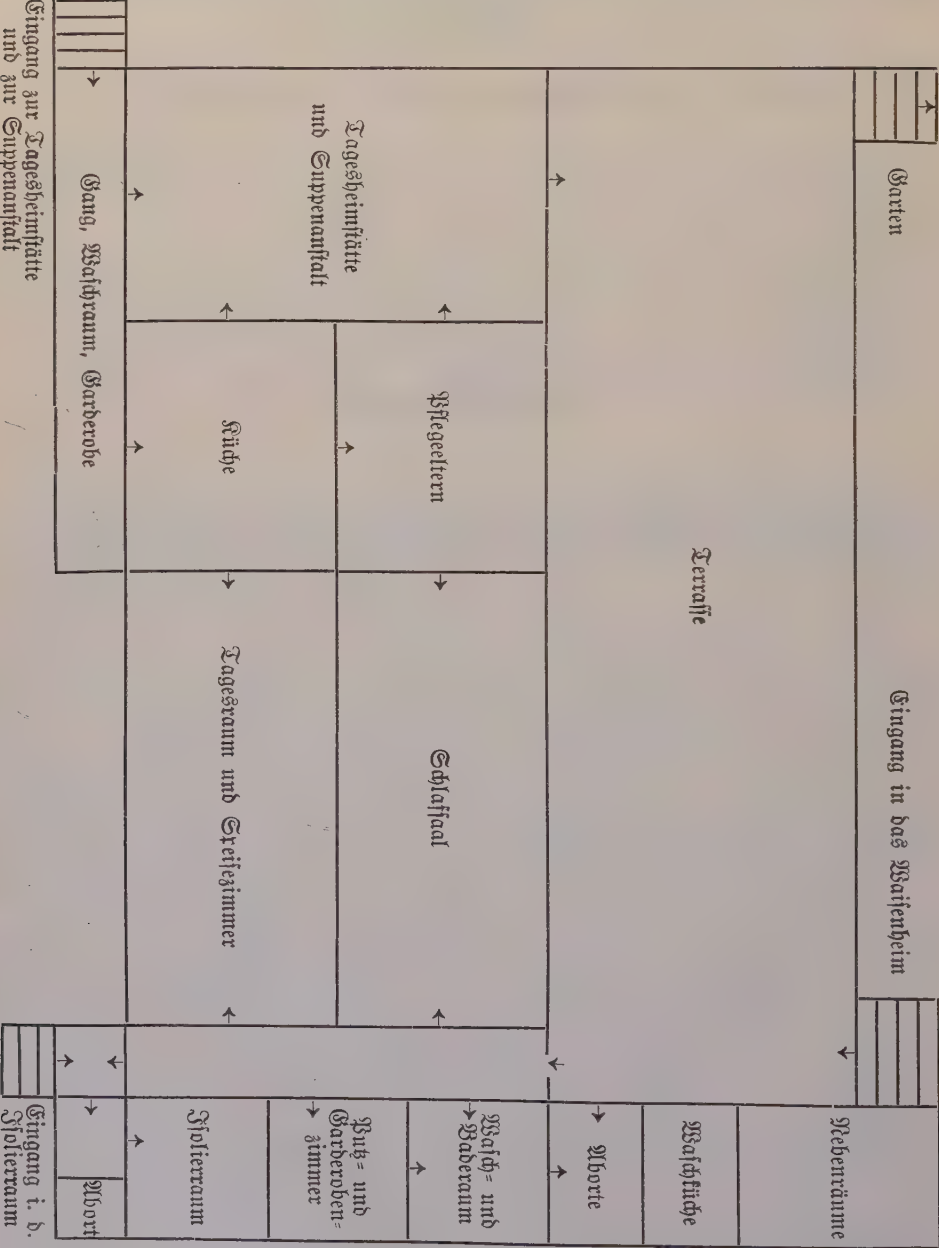 Garten
Eingang in das Waisenheim
Nebenräume
Terrasse
Waschküche
Aborte
Tagesheimstätte
und Suppenanstalt
Pflegeeltern
Schlafsaal
Wasch= und
Baderaum
Putz= und
Garderoben=
zimmer
Küche
Tagesraum und Speisezimmer
Isolierraum
Gang, Waschraum, Garderobe
Abort
Eingang zur Tagesheimstätte
und zur Suppenanstalt
Eingang i. d.
Isolierraum